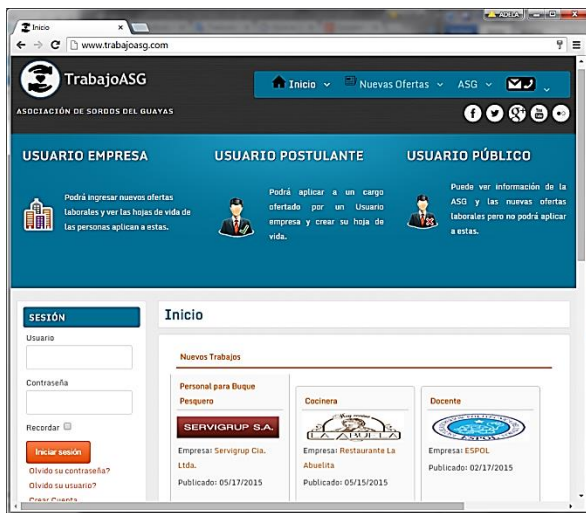 Inicio
ADILA
www.trabajoasg.com
TrabajoASG
Inicio
Nuevas Ofertas
ASG
ASOCIACIÓN DE SORDOS DEL GUAYAS
USUARIO EMPRESA
USUARIO POSTULANTE
USUARIO PÚBLICO
Podrá ingresar nuevos ofertas
laborales y ver las hojas de vida de
las personas aplican a estas.
Podrá aplicar a un cargo
ofertado por un Usuario
empresa y crear su hoja de
vida.
Puede ver información de la
ASG y las nuevas ofertas
laborales pero no podrá aplicar
a estas.
SESIÓN
Usuario
Contraseña
Recordar
Iniciar sesión
Olvido su contraseña?
Olvido su usuario?
Crear Cuenta
Inicio
Nuevos Trabajos
Personal para Buque
Pesquero
SERVIGRUP S.A.
Empresa: Servigrup Cia.
Ltda.
Publicado: 05/17/2015
Cocinera
LA ABUELITA
Empresa: Restaurante La
Abuelita
Publicado: 05/15/2015
Docente
ESPOL
Empresa: ESPOL
Publicado: 02/17/2015